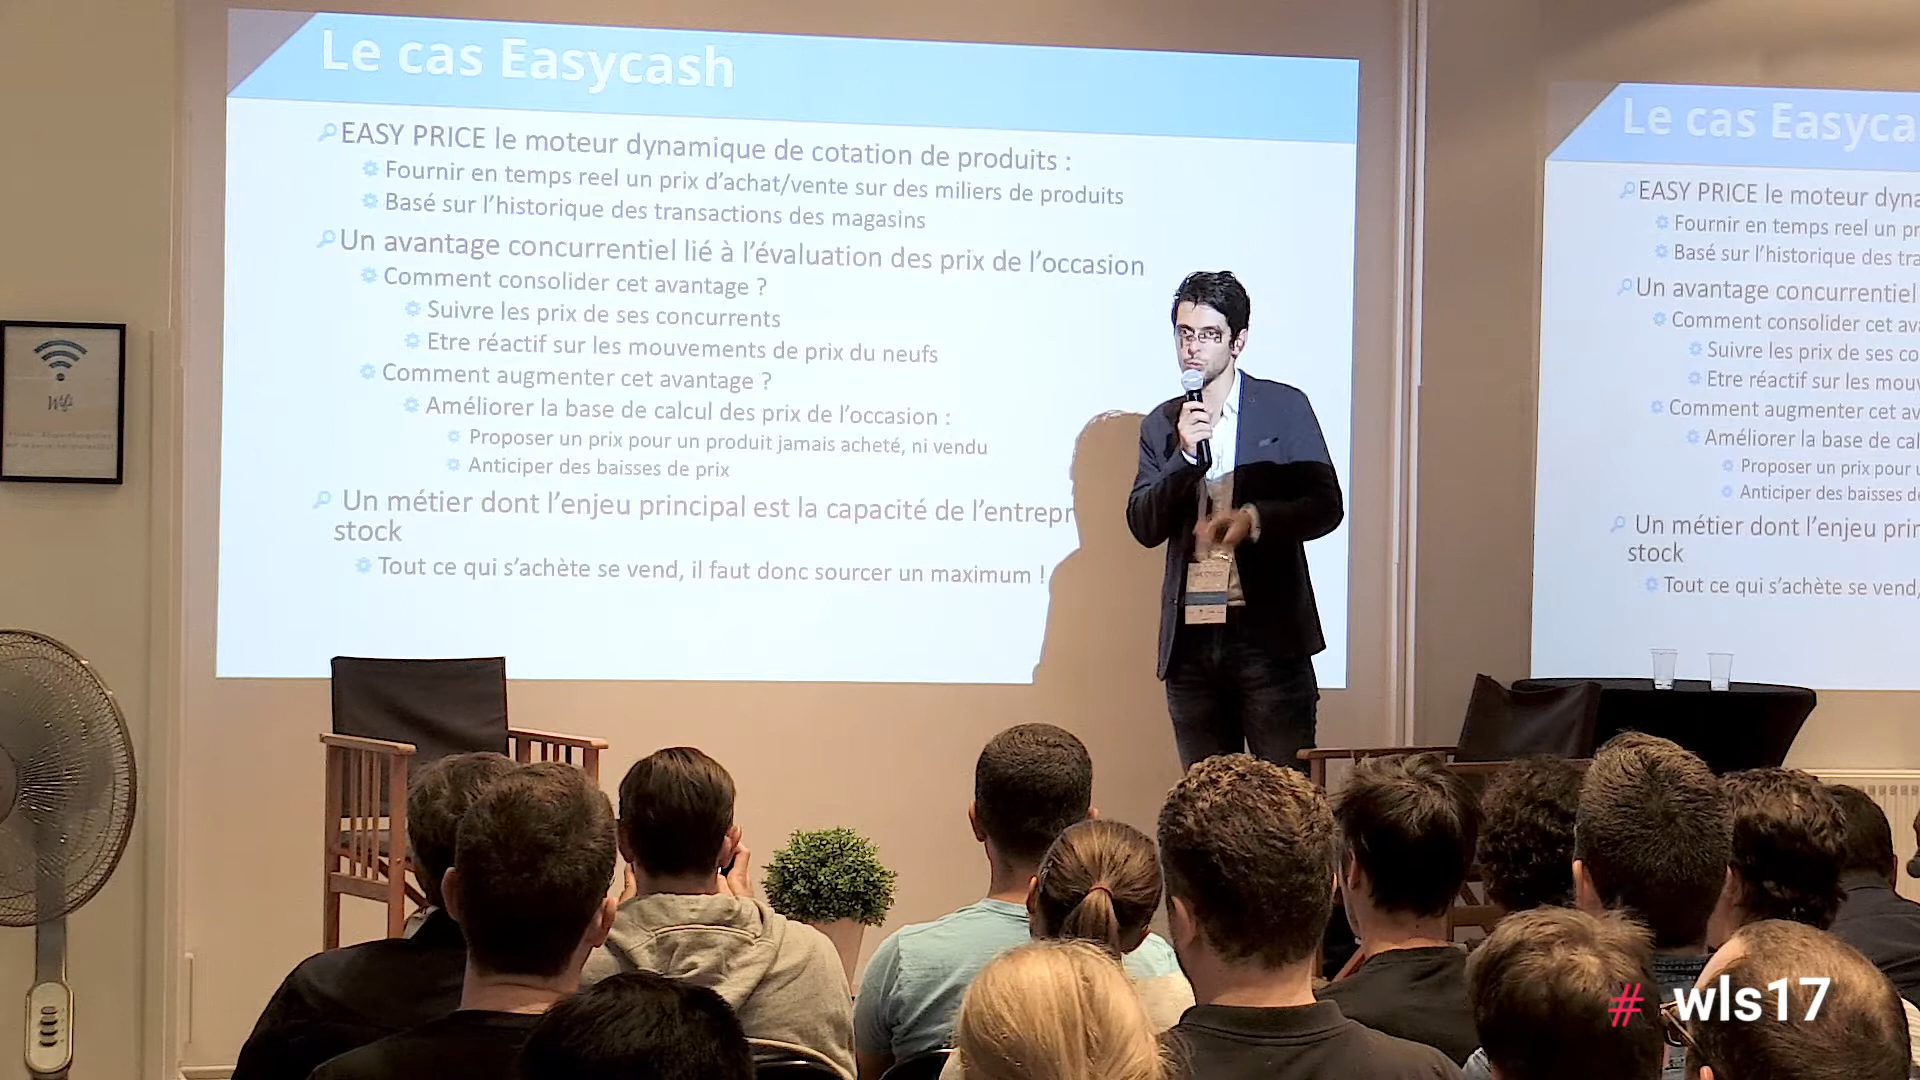 Le cas Easycash
EASY PRICE le moteur dynamique de cotation de produits :
Fournir en temps reel un prix d'achat/vente sur des miliers de produits
Basé sur l'historique des transactions des magasins
Un avantage concurrentiel lié à l'évaluation des prix de l'occasion
Comment consolider cet avantage ?
Suivre les prix de ses concurrents
Etre réactif sur les mouvements de prix du neufs
Comment augmenter cet avantage ?
Améliorer la base de calcul des prix de l'occasion :
Proposer un prix pour un produit jamais acheté, ni vendu
Anticiper des baisses de prix
Un métier dont l'enjeu principal est la capacité de l'entrepr
stock
Tout ce qui s'achète se vend, il faut donc sourcer un maximum !
Le cas Easyca
EASY PRICE le moteur dyna
Fournir en temps reel un pr
Basé sur l'historique des tra
Un avantage concurrentiel
Comment consolider cet ava
Suivre les prix de ses co
Etre réactif sur les mouv
Comment augmenter cet av
Améliorer la base de cal
Proposer un prix pour u
Anticiper des baisses d
Un métier dont l'enjeu prin
stock
Tout ce qui s'achète se vend,
Wifi
# wls17